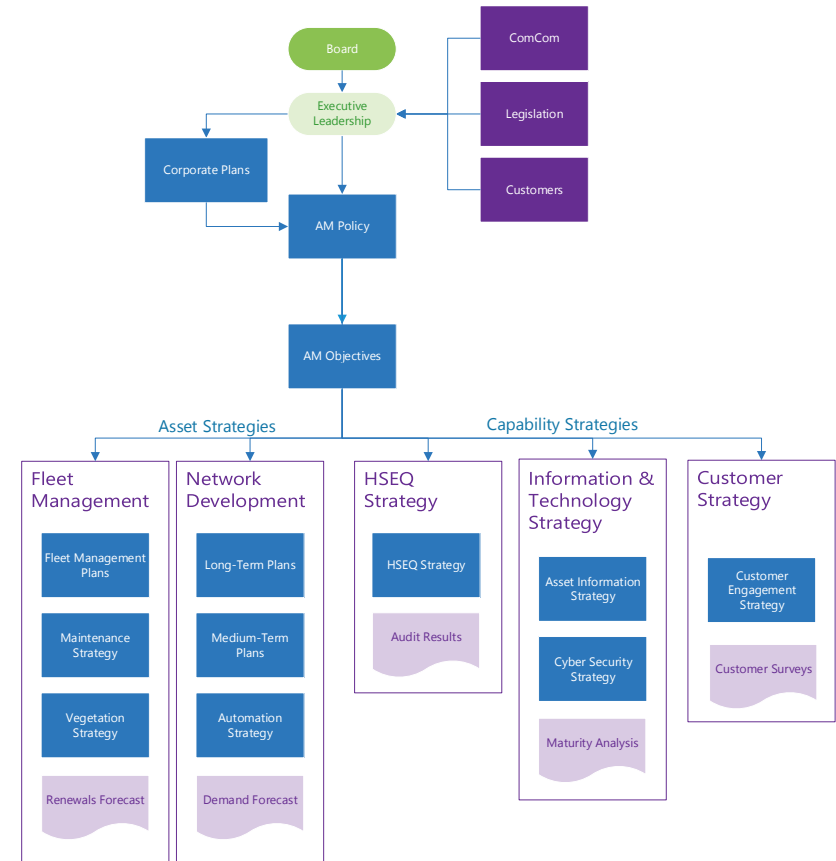 Board
ComCom
Executive
Leadership
Legislation
Corporate Plans
Customers
AM Policy
AM Objectives
Asset Strategies
Capability Strategies
Fleet
Management
Fleet Management
Plans
Maintenance
Strategy
Vegetation
Strategy
Renewals Forecast
Network
Development
Long-Term Plans
Medium-Term
Plans
Automation
Strategy
Demand Forecast
HSEQ
Strategy
HSEQ Strategy
Audit Results
Information &
Technology
Strategy
Asset Information
Strategy
Cyber Security
Strategy
Maturity Analysis
Customer
Strategy
Customer
Engagement
Strategy
Customer Surveys